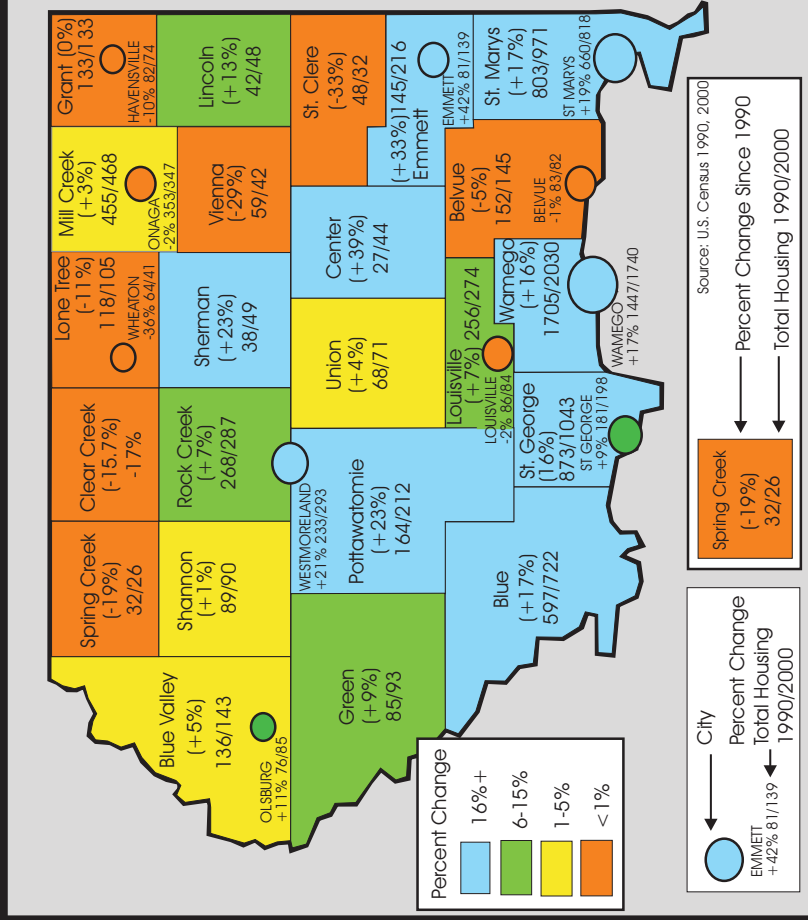 Spring Creek
(-19%)
32/26
Clear Creek
(-15.7%)
-17%
Lone Tree
(-11%)
118/105
WHEATON
-36% 64/41
Mill Creek
(+3%)
455/468
ONAGA
-2% 353/347
Grant (0%)
133/133
HAVENSVILLE
-10% 82/74
Blue Valley
(+5%)
136/143
OLSBURG
+11% 76/85
Shannon
(+1%)
89/90
Rock Creek
(+7%)
268/287
Sherman
(+23%)
38/49
Vienna
(-29%)
59/42
Lincoln
(+13%)
42/48
WESTMORELAND
+21% 233/293
Green
(+9%)
85/93
Pottawatomie
(+23%)
164/212
Union
(+4%)
68/71
Center
(+39%)
27/44
St. Clere
(-33%)
48/32
(+33%)145/216
Emmett
EMMETT
+42% 81/139
Blue
(+17%)
597/722
Louisville
(+7%) 256/274
LOUISVILLE
-2% 86/84
St. George
(16%)
873/1043
ST GEORGE
+9% 181/198
Wamego
(+16%)
1705/2030
WAMEGO
+17% 1447/1740
Belvue
(-5%)
152/145
BELVUE
-1% 83/82
St. Marys
(+17%)
803/971
ST MARYS
+19% 660/818
Percent Change
16%+
6-15%
1-5%
<1%
City
EMMETT
+42% 81/139
Percent Change
Total Housing
1990/2000
Source: U.S. Census 1990, 2000
Spring Creek
(-19%)
32/26
Percent Change Since 1990
Total Housing 1990/2000